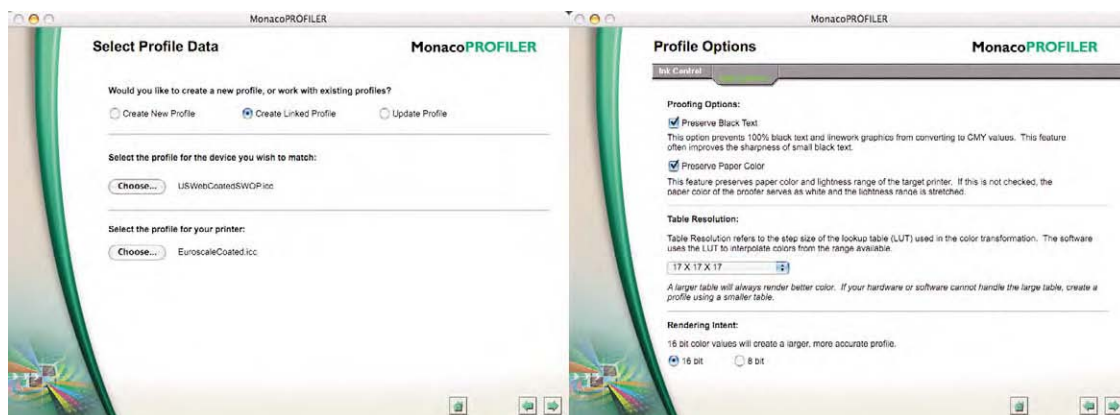 MonacoPROFILER
Select Profile Data
MonacoPROFILER
Would you like to create a new profile, or work with existing profiles?
Create New Profile
Create Linked Profile
Update Profile
Select the profile for the device you wish to match:
Choose...
USWebCoatedSWOP.icc
Select the profile for your printer:
Choose...
EuroscaleCoated.icc
MonacoPROFILER
Profile Options
MonacoPROFILER
Ink Control
Proofing Options:
Preserve Black Text
This option prevents 100% black text and linework graphics from converting to CMY values. This feature
often improves the sharpness of small black text.
Preserve Paper Color
This feature preserves paper color and lightness range of the target printer. If this is not checked, the
paper color of the proofer serves as white and the lightness range is stretched.
Table Resolution:
Table Resolution refers to the step size of the lookup table (LUT) used in the color transformation. The software
uses the LUT to interpolate colors from the range available.
17 X 17 X 17
A larger table will always render better color. If your hardware or software cannot handle the large table, create a
profile using a smaller table.
Rendering Intent:
16 bit color values will create a larger, more accurate profile.
16 bit
8 bit